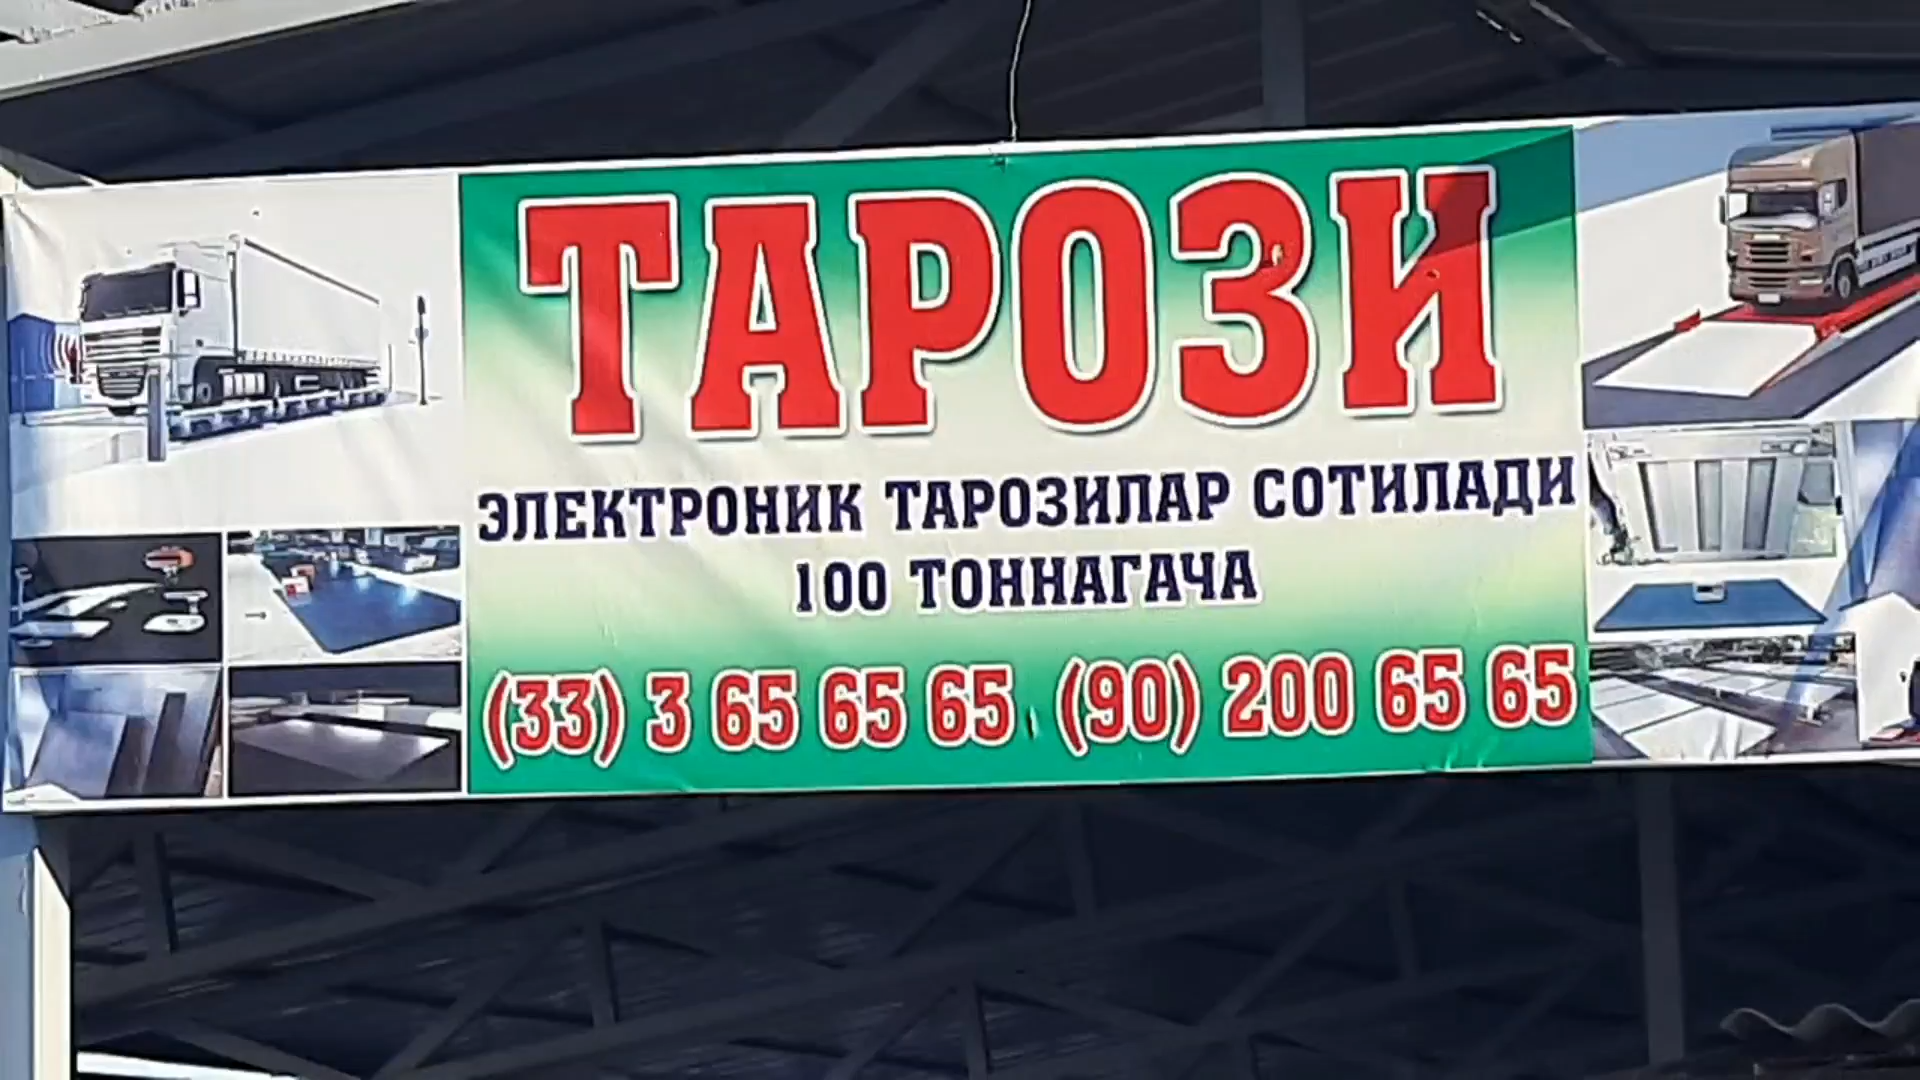 ТАРОЗИ
ЭЛЕКТРОНИК ТАРОЗИЛАР СОТИЛАДИ
100 ТОННАГАЧА
(33) 3 65 65 65, (90) 200 65 65